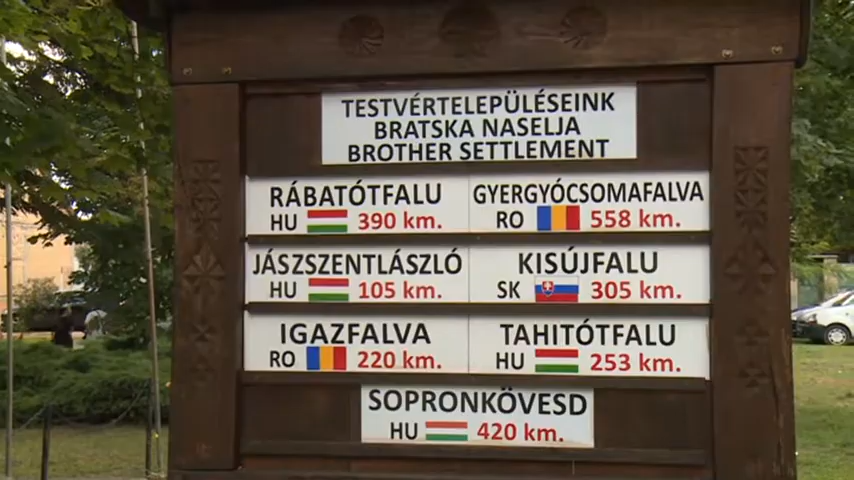 TESTVÉRTELEPÜLÉSEINK
BRATSKA NASELJA
BROTHER SETTLEMENT
RÁBATÓTFALU
HU 390 km.
GYERGYÓCSOMAFALVA
RO 558 km.
JÁSZSZENTLÁSZLÓ
HU 105 km.
KISÚJFALU
SK 305 km.
IGAZFALVA
RO 220 km.
TAHITÓTFALU
HU 253 km.
SOPRONKÖVESD
HU 420 km.